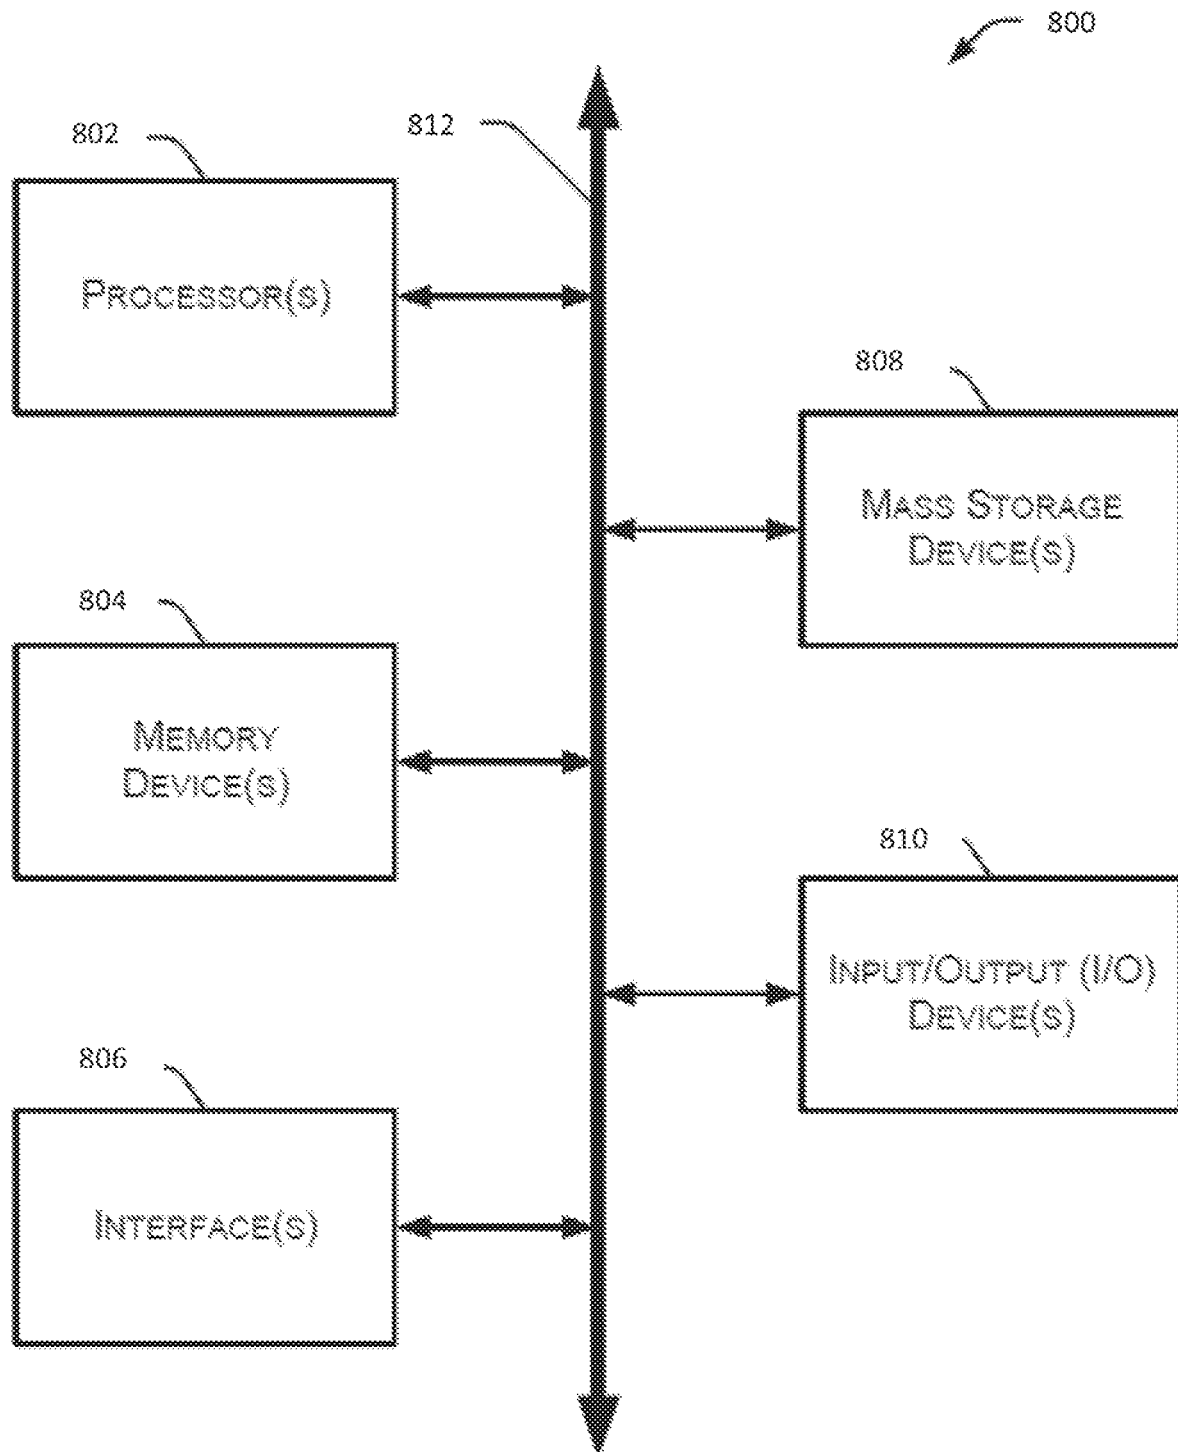 800
802
812
PROCESSOR(S)
808
MASS STORAGE
DEVICE(S)
804
MEMORY
DEVICE(S)
810
INPUT/OUTPUT (I/O)
DEVICE(S)
806
INTERFACE(S)